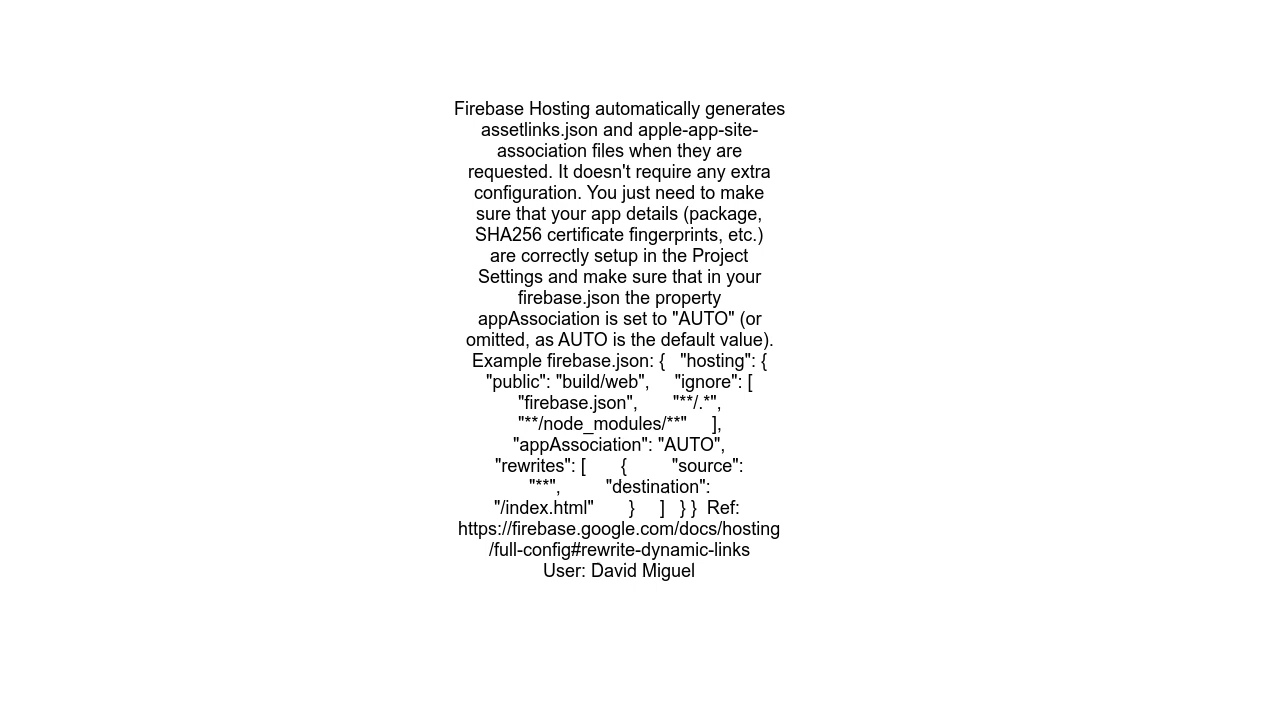 Firebase Hosting automatically generates
assetlinks.json and apple-app-site-
association files when they are
requested. It doesn't require any extra
configuration. You just need to make
sure that your app details (package,
SHA256 certificate fingerprints, etc.)
are correctly setup in the Project
Settings and make sure that in your
firebase.json the property
appAssociation is set to "AUTO" (or
omitted, as AUTO is the default value).
Example firebase.json: {   "hosting": {
"public": "build/web",     "ignore": [
"firebase.json",       "**/.*",
"**/node_modules/**"     ],
"appAssociation": "AUTO",
"rewrites": [       {         "source":
"**",         "destination":
"/index.html"       }     ]   } }  Ref:
https://firebase.google.com/docs/hosting
/full-config#rewrite-dynamic-links
User: David Miguel